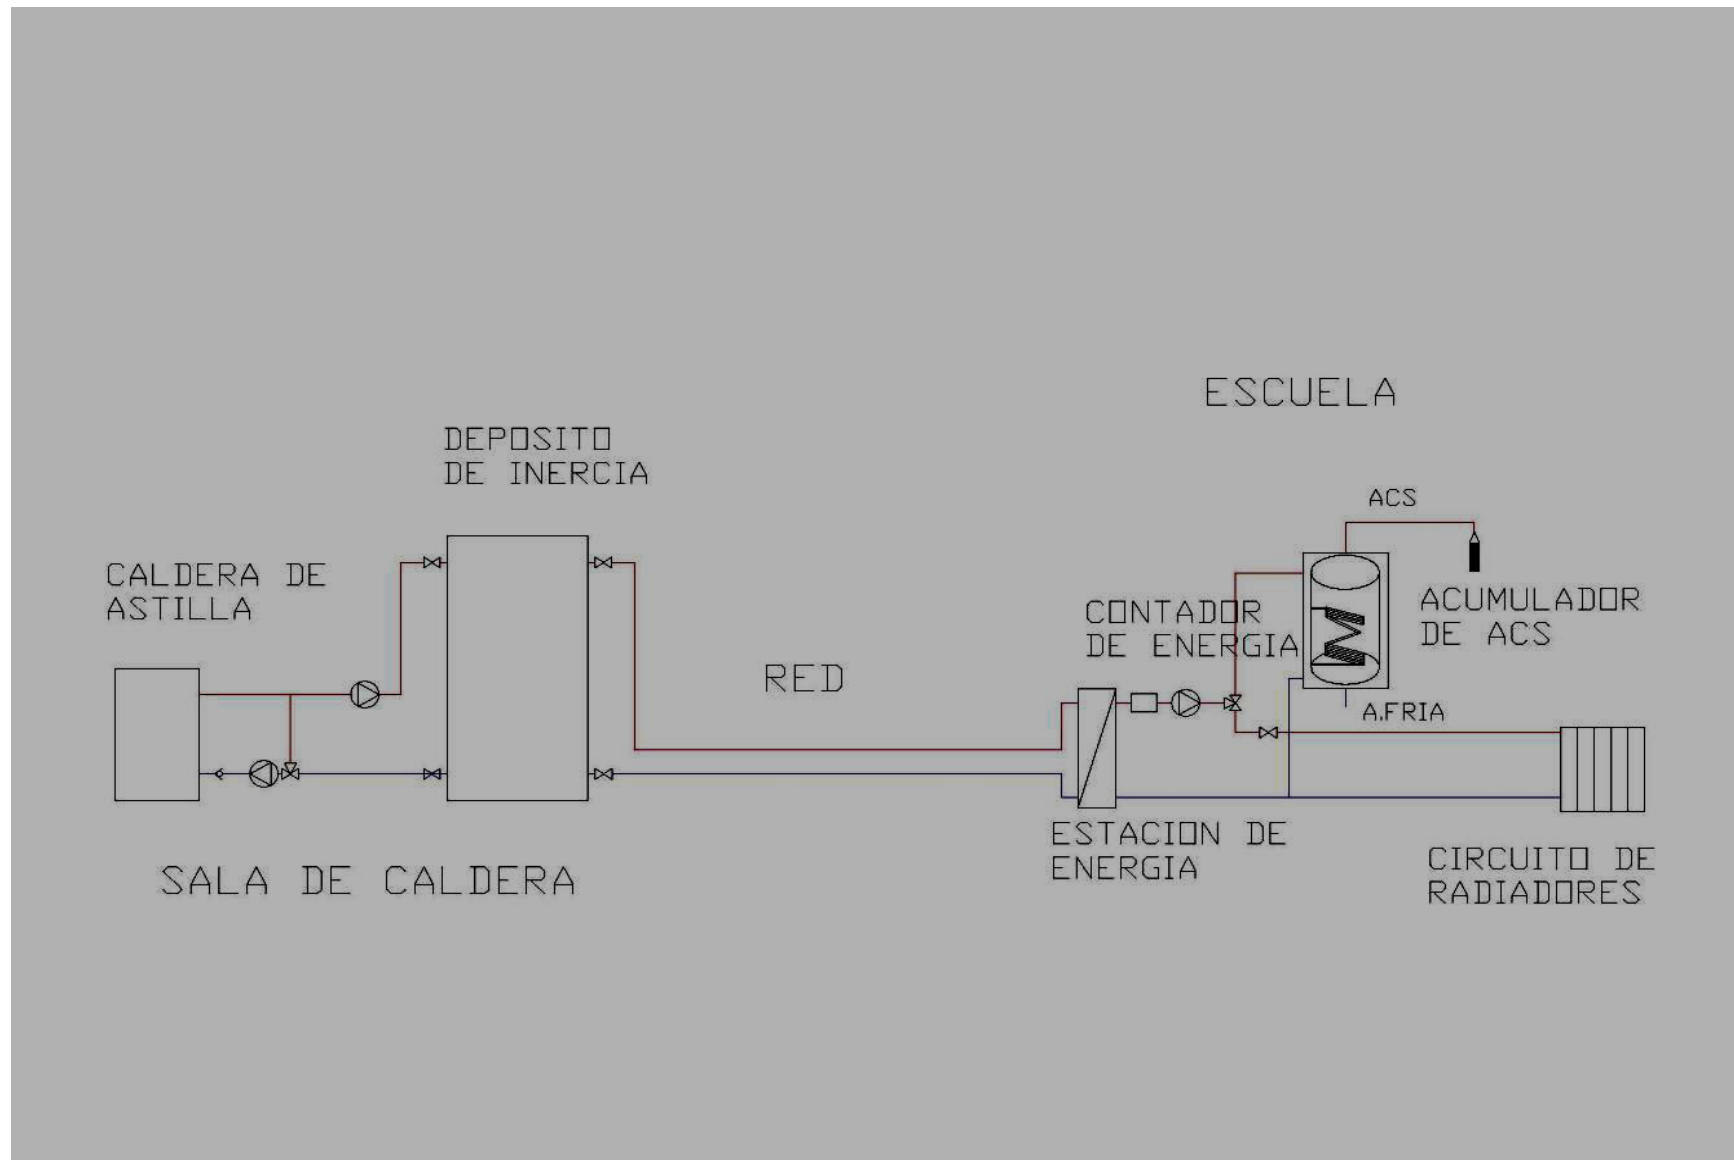 ESCUELA
DEPOSITO
DE INERCIA
ACS
CALDERA DE
ASTILLA
CONTADOR
DE ENERGIA
ACUMULADOR
DE ACS
RED
A.FRIA
ESTACION DE
ENERGIA
CIRCUITO DE
RADIADORES
SALA DE CALDERA